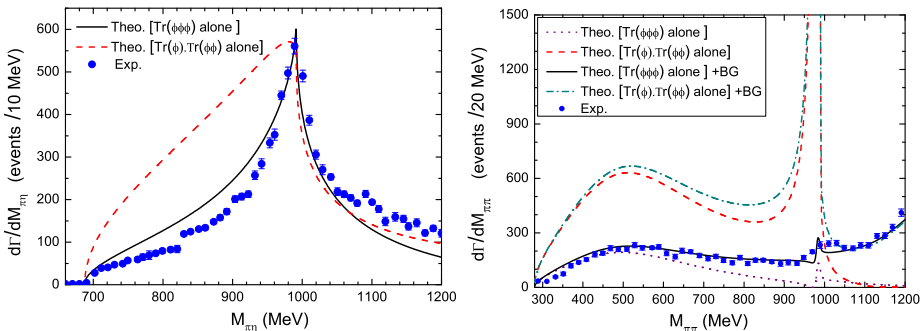 Theo. [Tr(ϕϕϕ) alone ]
Theo. [Tr(ϕ).Tr(ϕϕ) alone ]
Exp.
600
500
400
300
200
100
0
700
800
900
1000
1100
1200
dΓ/dM_πη (events /10 MeV)
M_πη (MeV)
Theo. [Tr(ϕϕϕ) alone ]
Theo. [Tr(ϕ).Tr(ϕϕ) alone]
Theo. [Tr(ϕϕϕ) alone ] +BG
Theo. [Tr(ϕ).Tr(ϕϕ) alone] +BG
Exp.
1500
1200
900
600
300
0
300
400
500
600
700
800
900
1000
1100
1200
dΓ/dM_ππ (events /20 MeV)
M_ππ (MeV)